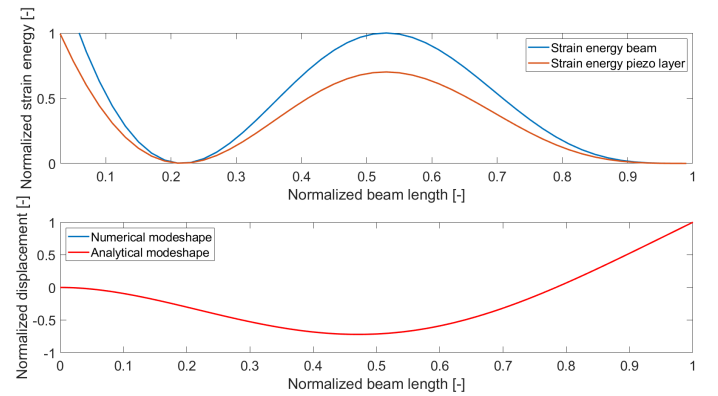 Normalized strain energy [-]
1
0.5
0
Strain energy beam
Strain energy piezo layer
0.1 0.2 0.3 0.4 0.5 0.6 0.7 0.8 0.9 1
Normalized beam length [-]
Normalized displacement [-]
1
0.5
0
-0.5
-1
Numerical modeshape
Analytical modeshape
0 0.1 0.2 0.3 0.4 0.5 0.6 0.7 0.8 0.9 1
Normalized beam length [-]